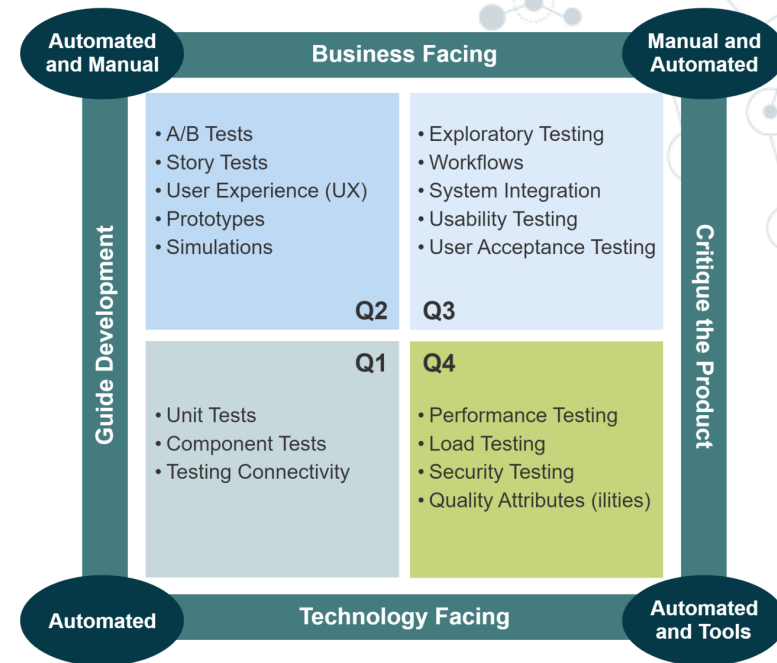 Automated
and Manual
Business Facing
Manual and
Automated
Guide Development
• A/B Tests
• Story Tests
• User Experience (UX)
• Prototypes
• Simulations
Q2
• Exploratory Testing
• Workflows
• System Integration
• Usability Testing
• User Acceptance Testing
Q3
Critique the Product
Q1
• Unit Tests
• Component Tests
• Testing Connectivity
Q4
• Performance Testing
• Load Testing
• Security Testing
• Quality Attributes (ilities)
Automated
Technology Facing
Automated
and Tools